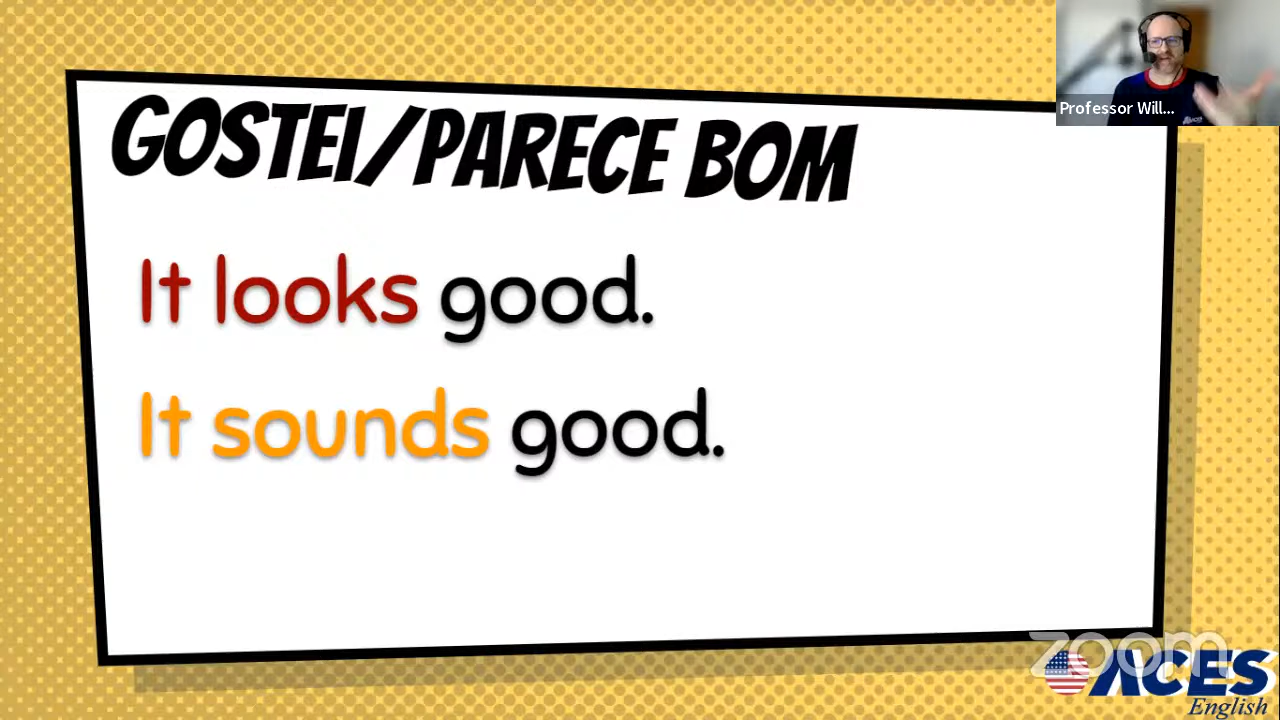 GOSTEI/PARECE BOM
It looks good.
It sounds good.
Professor Will...
zoom
ACES
English